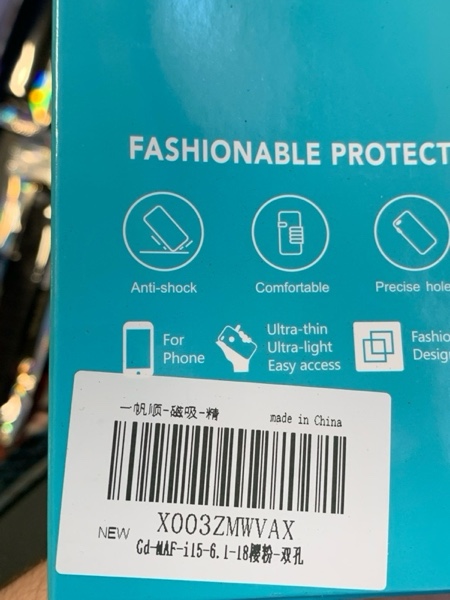 FASHIONABLE PROTECT
Anti-shock
Comfortable
Precise hole
For
Phone
Ultra-thin
Ultra-light
Easy access
Fashio
Desig
一帆顺-磁吸-精
made in China
X003ZMWVAX
NEW
Cd-MAF-i15-6.1-18樱粉-双孔